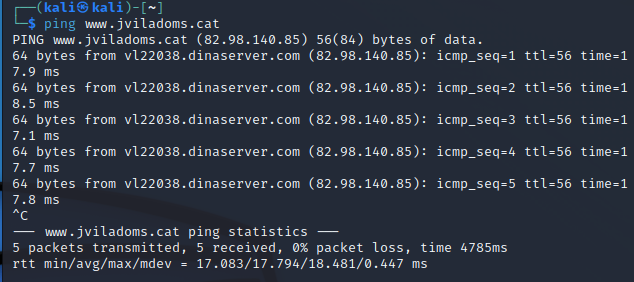 ┌──(kali㉿kali)-[~]
└─$ ping www.jviladoms.cat
PING www.jviladoms.cat (82.98.140.85) 56(84) bytes of data.
64 bytes from vl22038.dinaserver.com (82.98.140.85): icmp_seq=1 ttl=56 time=1
7.9 ms
64 bytes from vl22038.dinaserver.com (82.98.140.85): icmp_seq=2 ttl=56 time=1
8.5 ms
64 bytes from vl22038.dinaserver.com (82.98.140.85): icmp_seq=3 ttl=56 time=1
7.1 ms
64 bytes from vl22038.dinaserver.com (82.98.140.85): icmp_seq=4 ttl=56 time=1
7.7 ms
64 bytes from vl22038.dinaserver.com (82.98.140.85): icmp_seq=5 ttl=56 time=1
7.8 ms
^C
--- www.jviladoms.cat ping statistics ---
5 packets transmitted, 5 received, 0% packet loss, time 4785ms
rtt min/avg/max/mdev = 17.083/17.794/18.481/0.447 ms